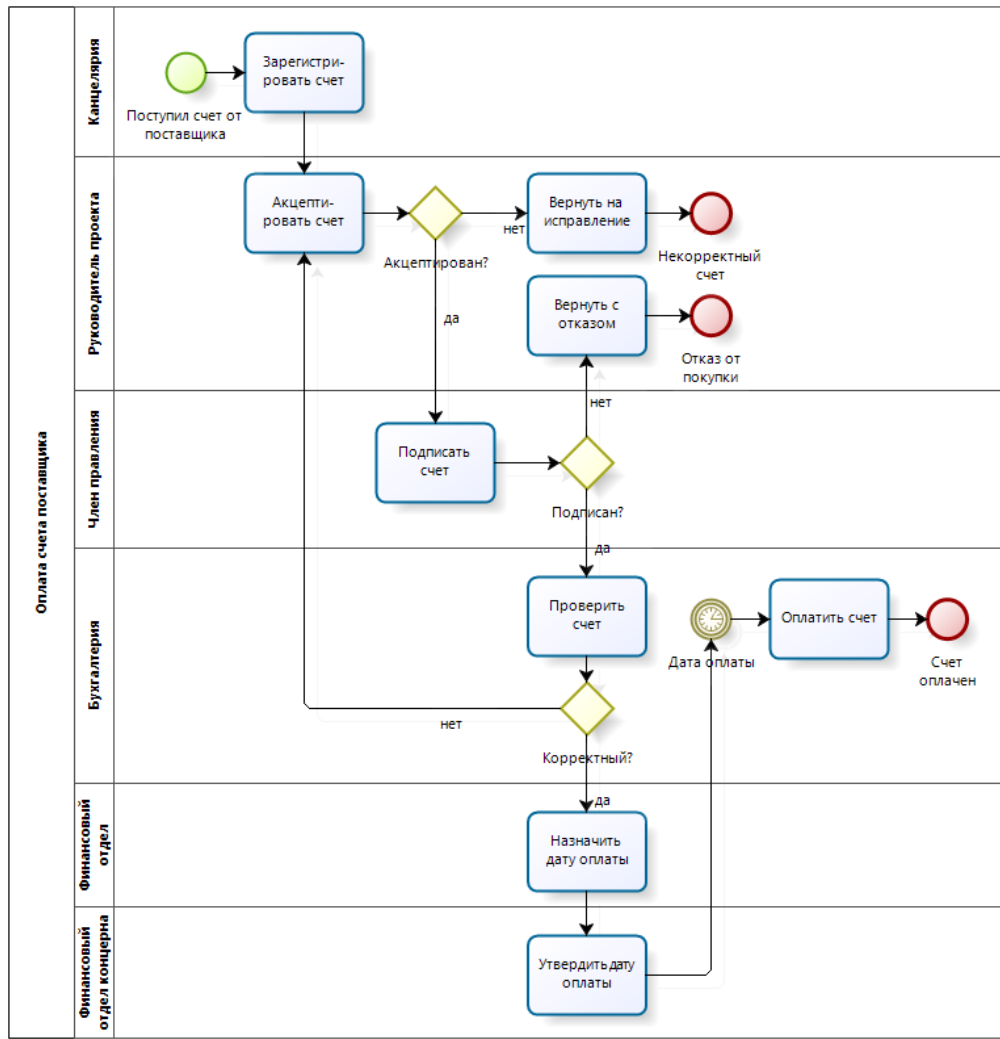 Оплата счета поставщика
Канцелярия
Поступил счет от
поставщика
Зарегистри-
ровать счет
Руководитель проекта
Акцепти-
ровать счет
Акцептирован?
нет
да
Вернуть на
исправление
Некорректный
счет
Вернуть с
отказом
Отказ от
покупки
Член правления
Подписать
счет
Подписан?
нет
да
Бухгалтерия
Проверить
счет
Корректный?
нет
да
Дата оплаты
Оплатить счет
Счет
оплачен
Финансовый
отдел
Назначить
дату оплаты
Финансовый
отдел концерна
Утвердить дату
оплаты